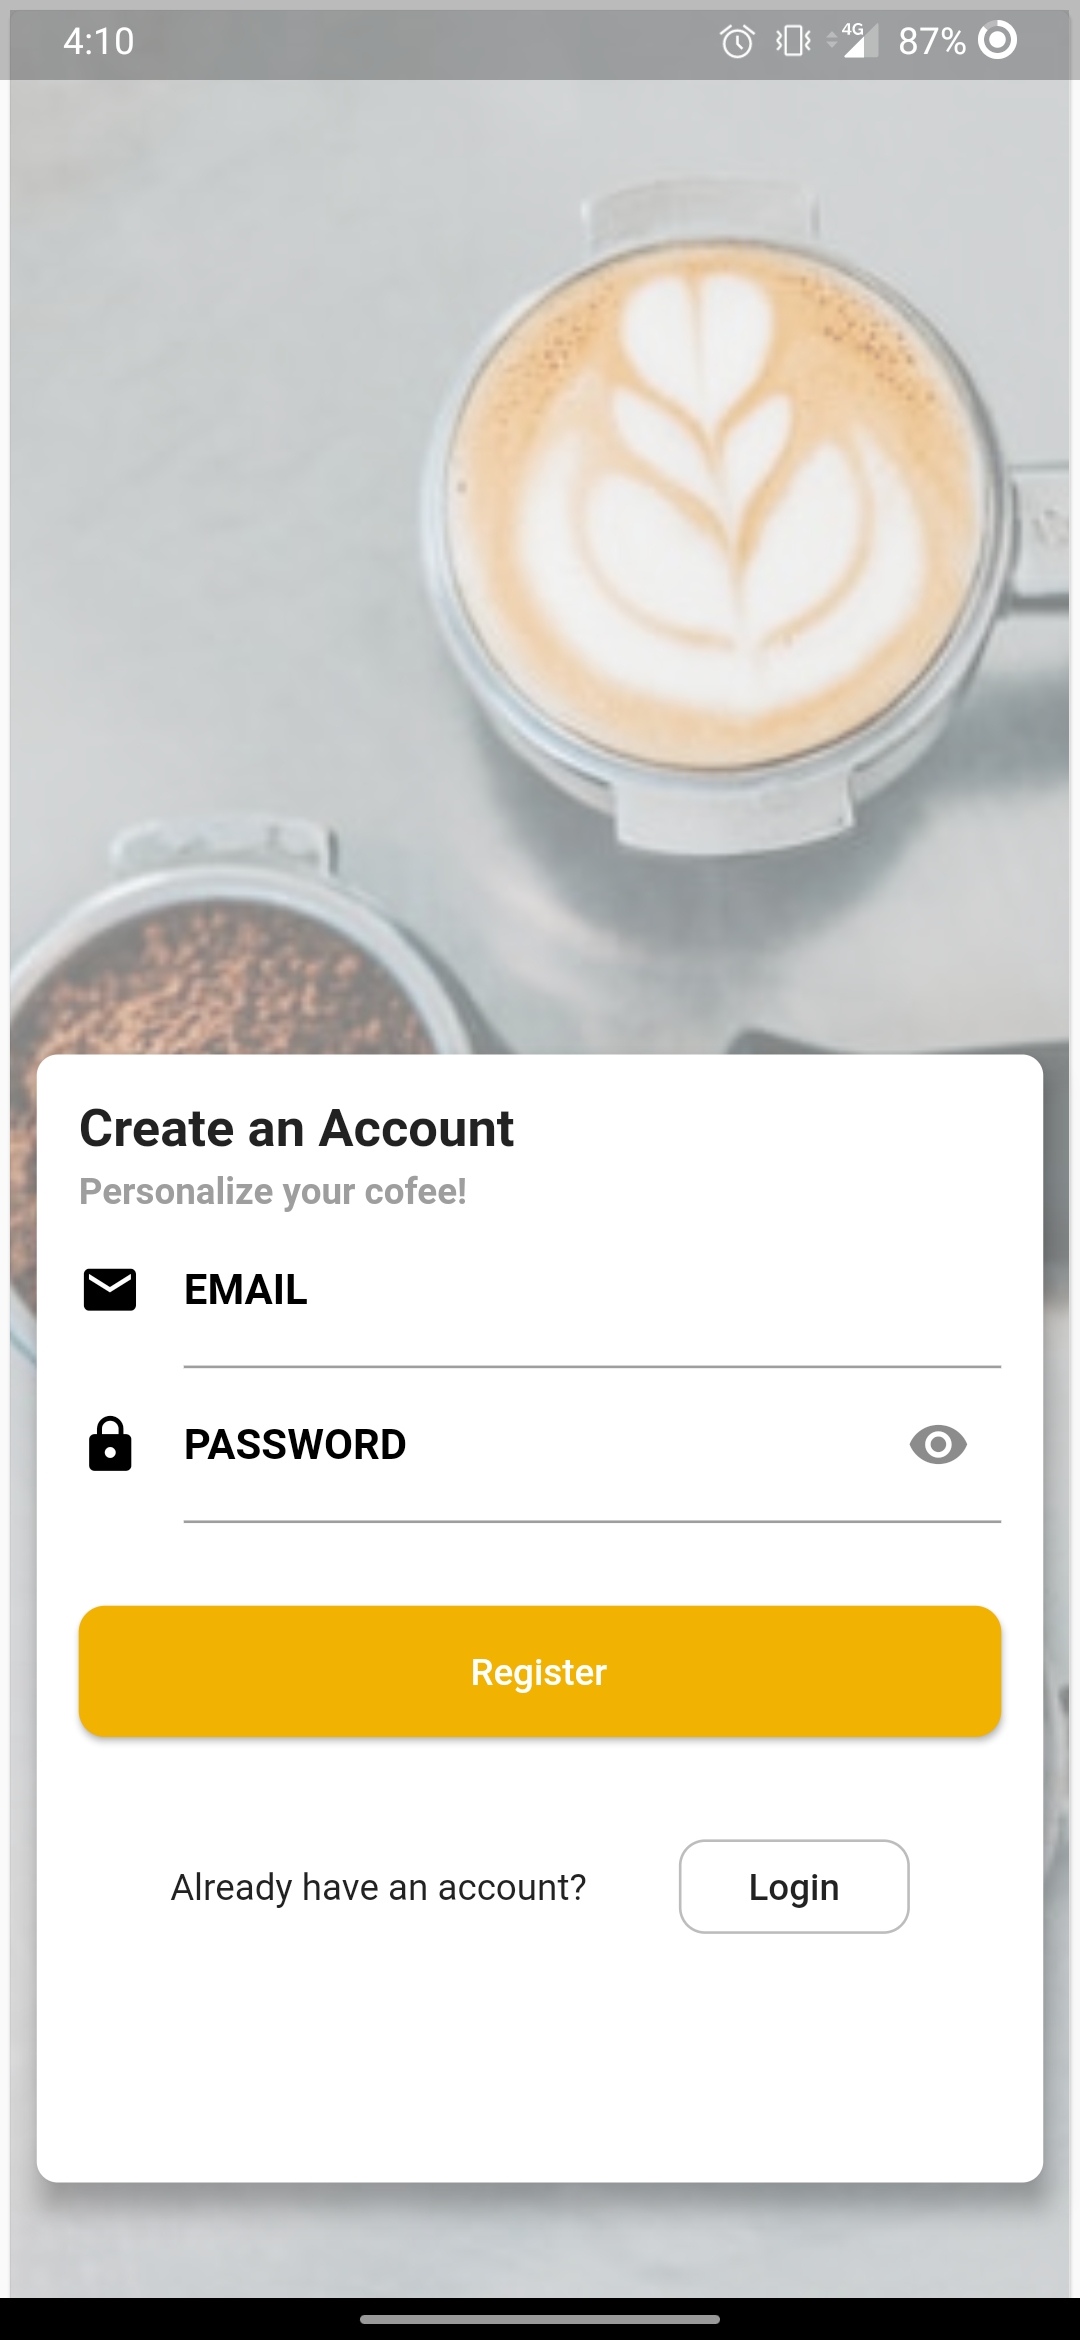 4:10
4G 87%
Create an Account
Personalize your cofee!
EMAIL
PASSWORD
Register
Already have an account? Login